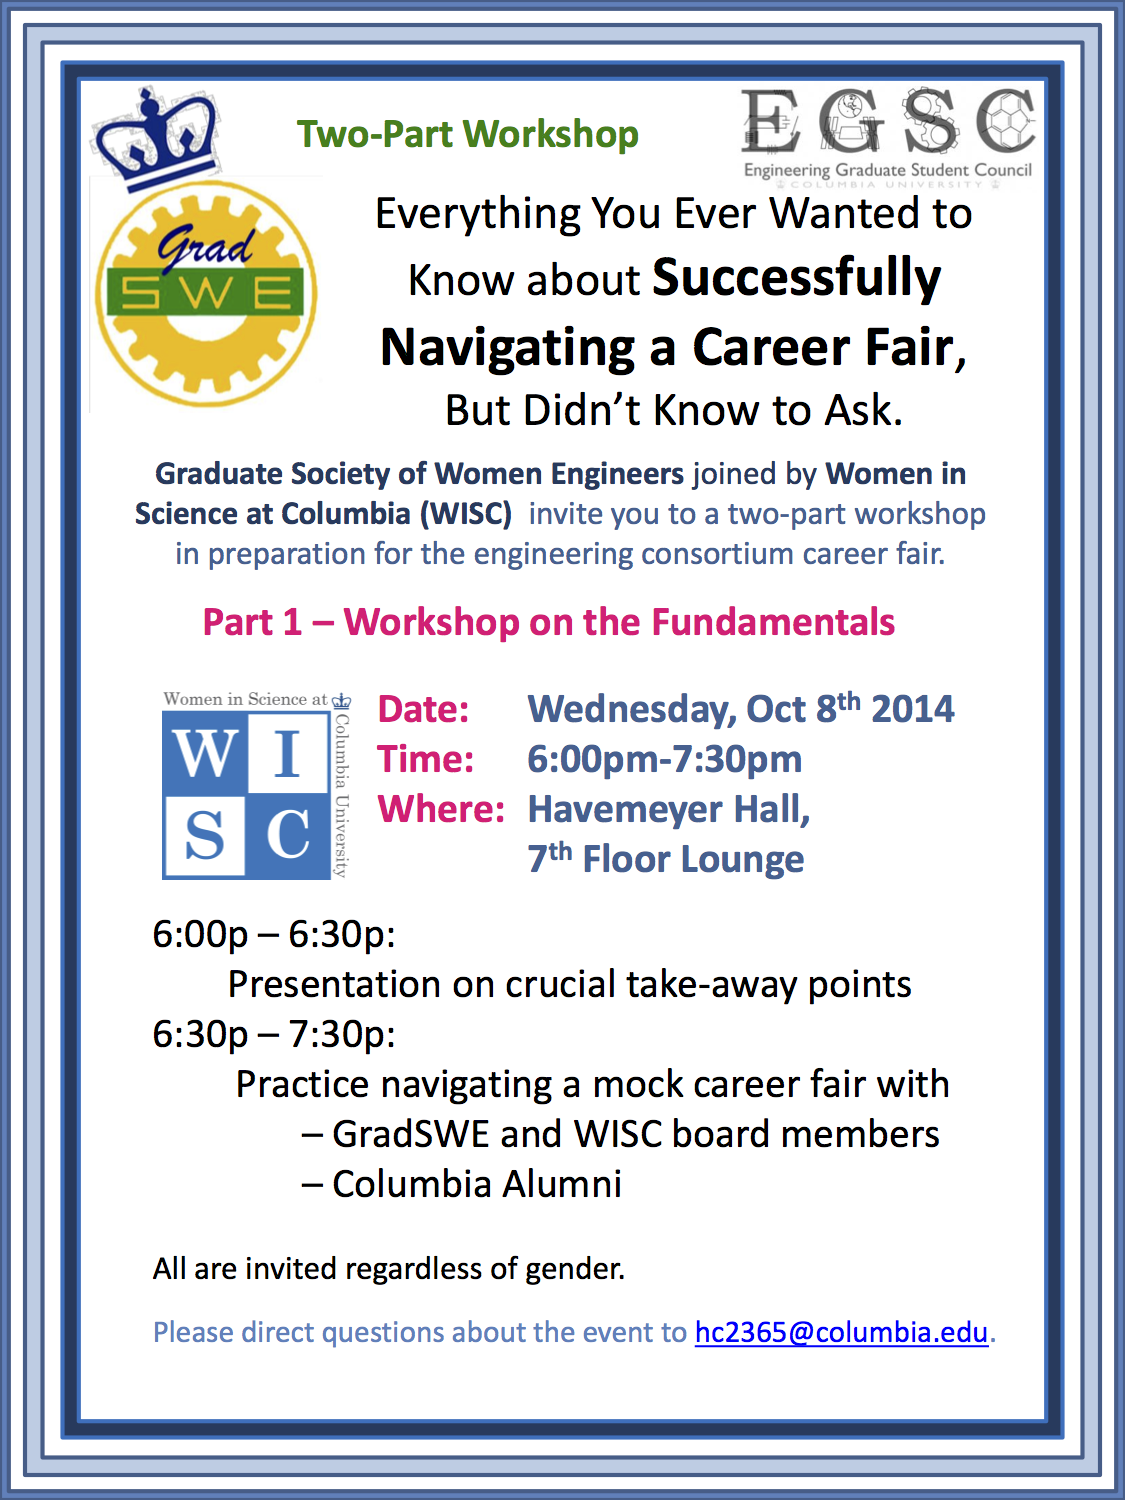 Two-Part Workshop
EGSC
Engineering Graduate Student Council
COLUMBIA UNIVERSITY
Grad
SWE
Everything You Ever Wanted to
Know about Successfully
Navigating a Career Fair,
But Didn’t Know to Ask.
Graduate Society of Women Engineers joined by Women in
Science at Columbia (WISC) invite you to a two-part workshop
in preparation for the engineering consortium career fair.
Part 1 – Workshop on the Fundamentals
Women in Science at
Columbia University
W I
S C
Date: Wednesday, Oct 8th 2014
Time: 6:00pm-7:30pm
Where: Havemeyer Hall,
7th Floor Lounge
6:00p – 6:30p:
Presentation on crucial take-away points
6:30p – 7:30p:
Practice navigating a mock career fair with
– GradSWE and WISC board members
– Columbia Alumni
All are invited regardless of gender.
Please direct questions about the event to hc2365@columbia.edu.